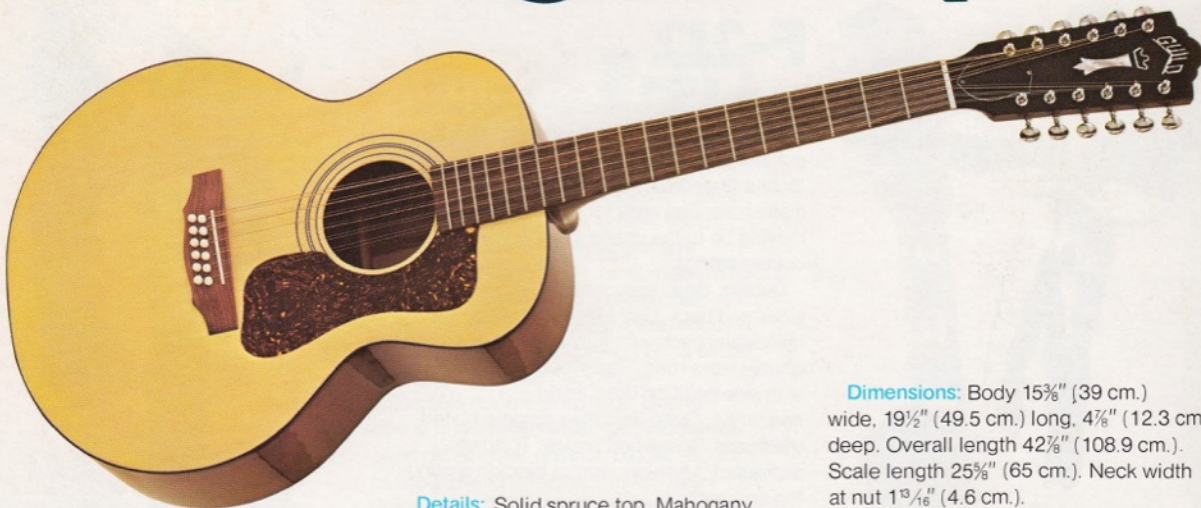 GUILD
Dimensions: Body 15⅜" (39 cm.)
wide, 19½" (49.5 cm.) long, 4⅞" (12.3 cm
deep. Overall length 42⅞" (108.9 cm.).
Scale length 25⅝" (65 cm.). Neck width
at nut 1¹³⁄₁₆" (4.6 cm.).
Details: Solid spruce top. Mahogany